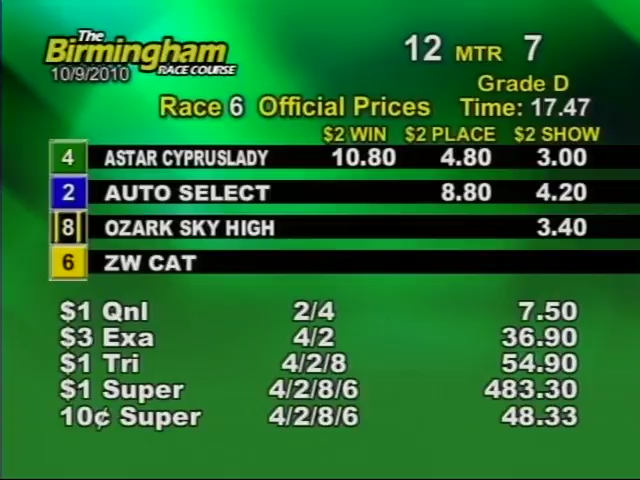 The
Birmingham
RACE COURSE
10/9/2010
12 MTR 7
Grade D
Race 6 Official Prices Time: 17.47
$2 WIN $2 PLACE $2 SHOW
4 ASTAR CYPRUSLADY 10.80 4.80 3.00
2 AUTO SELECT 8.80 4.20
8 OZARK SKY HIGH 3.40
6 ZW CAT
$1 Qnl 2/4 7.50
$3 Exa 4/2 36.90
$1 Tri 4/2/8 54.90
$1 Super 4/2/8/6 483.30
10¢ Super 4/2/8/6 48.33